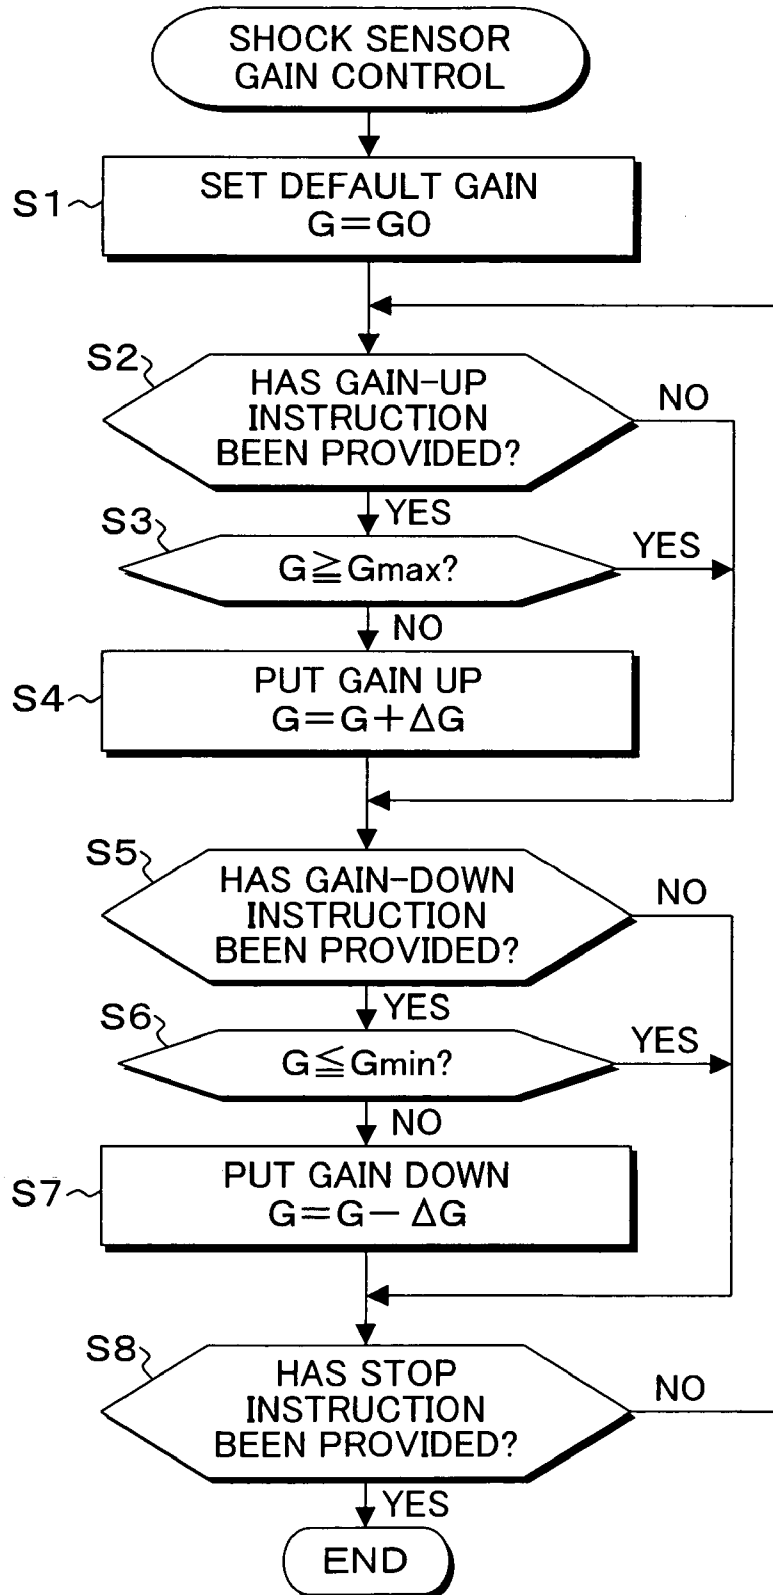 SHOCK SENSOR
GAIN CONTROL
S1
SET DEFAULT GAIN
G=G0
S2
HAS GAIN-UP
INSTRUCTION
BEEN PROVIDED?
NO
YES
S3
G≧Gmax?
YES
NO
S4
PUT GAIN UP
G=G+ΔG
S5
HAS GAIN-DOWN
INSTRUCTION
BEEN PROVIDED?
NO
YES
S6
G≦Gmin?
YES
NO
S7
PUT GAIN DOWN
G=G-ΔG
S8
HAS STOP
INSTRUCTION
BEEN PROVIDED?
NO
YES
END